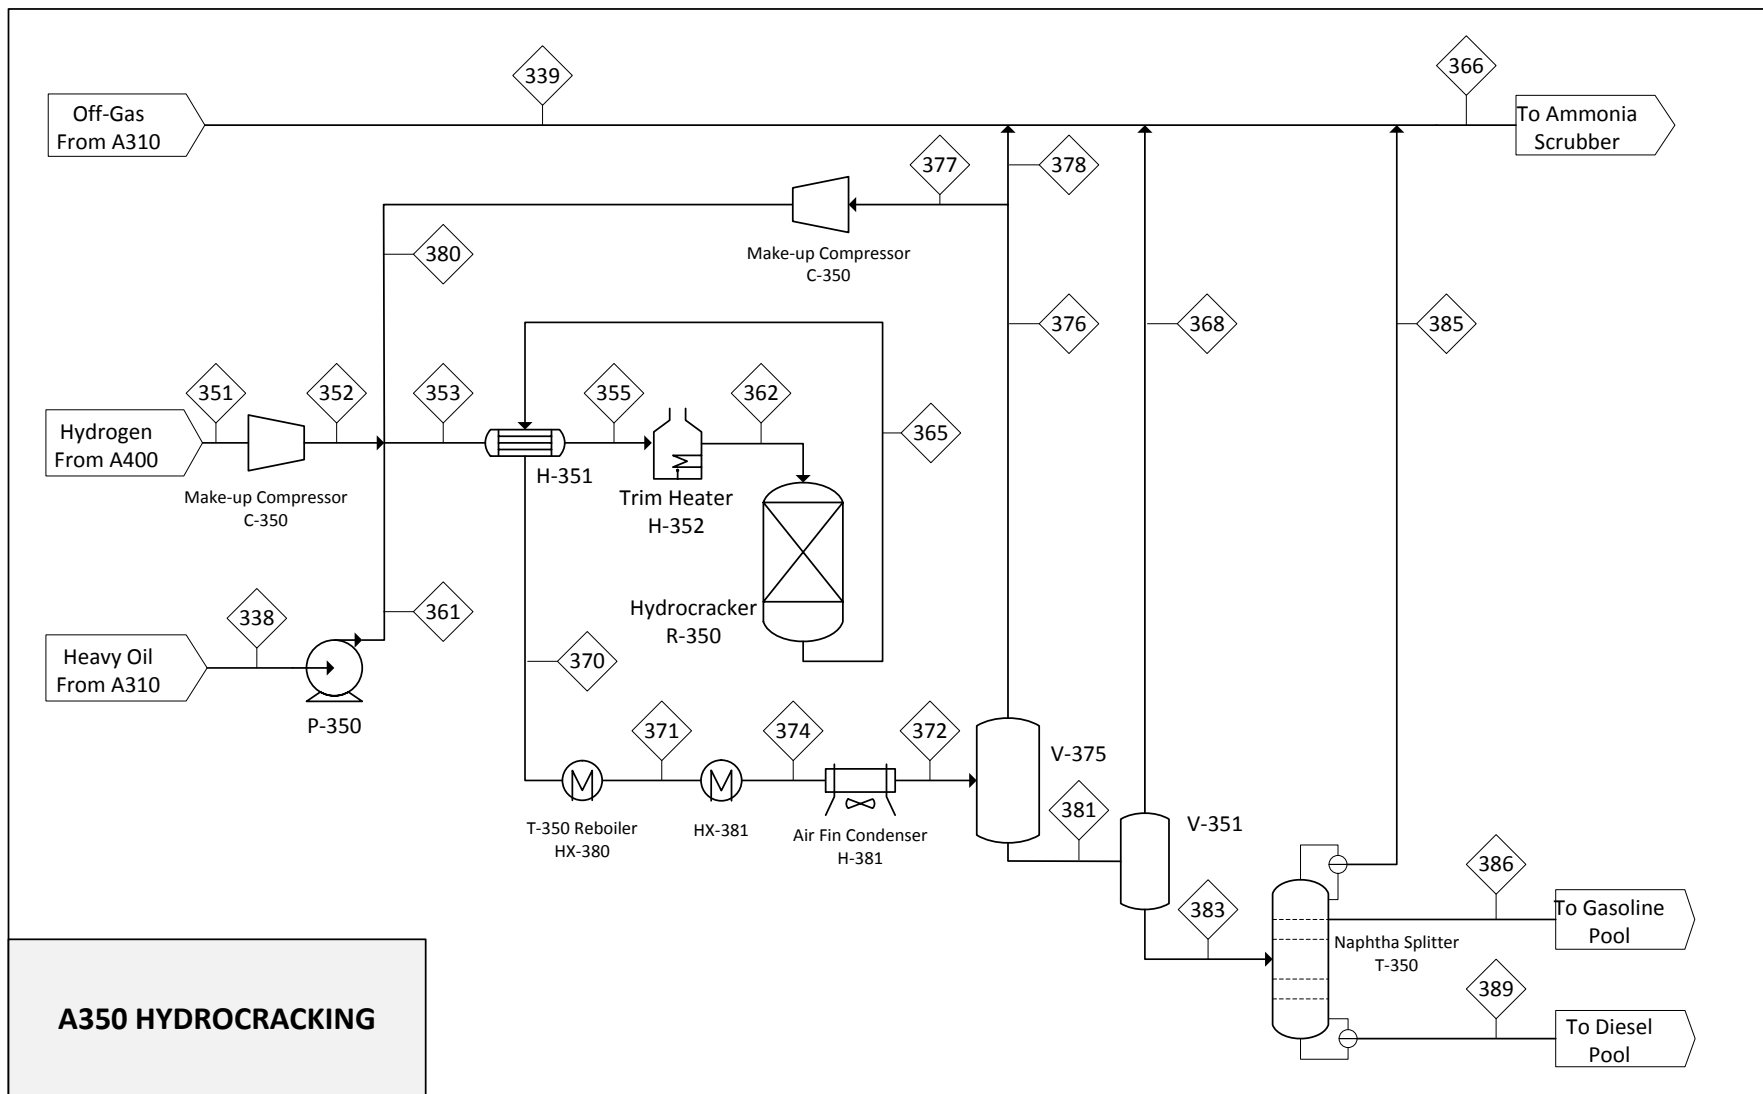 339
366
Off-Gas
From A310
To Ammonia
Scrubber
377
378
Make-up Compressor
C-350
380
376
368
385
351
352
353
355
362
365
Hydrogen
From A400
H-351
Make-up Compressor
C-350
Trim Heater
H-352
338
361
Hydrocracker
R-350
Heavy Oil
From A310
P-350
370
371
374
372
V-375
381
V-351
T-350 Reboiler
HX-380
HX-381
Air Fin Condenser
H-381
386
383
To Gasoline
Pool
Naphtha Splitter
T-350
389
To Diesel
Pool
A350 HYDROCRACKING